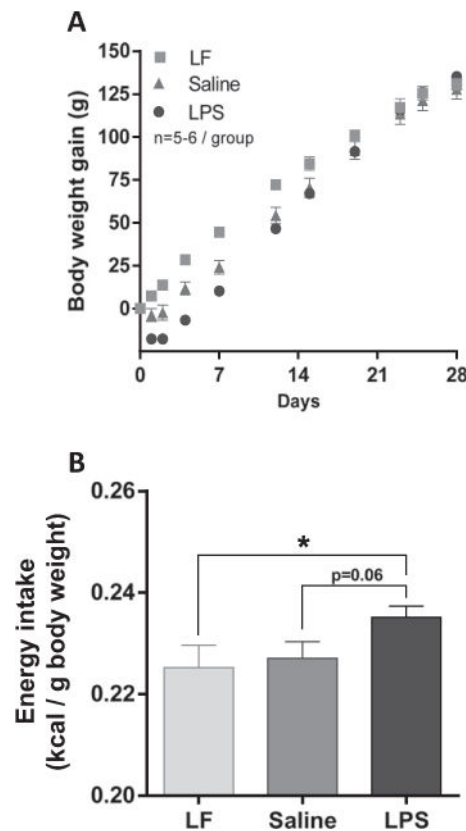 A
Body weight gain (g)
150
125
100
75
50
25
0
LF
Saline
LPS
n=5-6 / group
0 7 14 21 28
Days
B
Energy intake
(kcal / g body weight)
0.26
0.24
0.22
0.20
*
p=0.06
LF Saline LPS